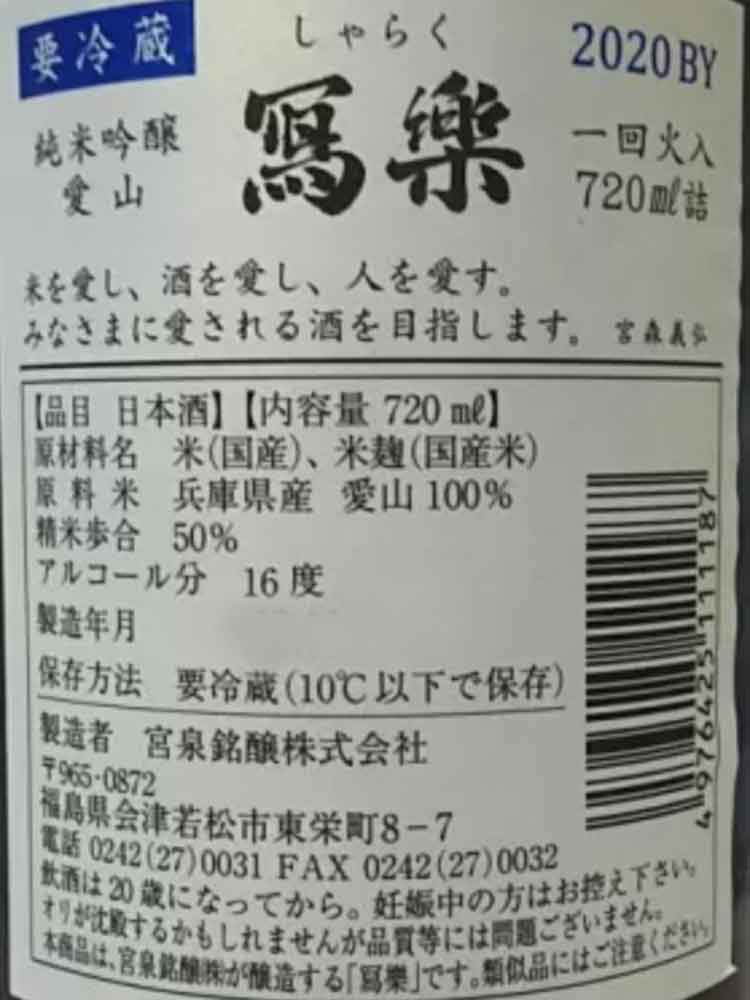 要冷蔵
しゃらく
2020BY
寫樂
純米吟醸
愛山
一回火入
720㎖詰
米を愛し、酒を愛し、人を愛す。
みなさまに愛される酒を目指します。 宮森義弘
【品目 日本酒】【内容量 720㎖】
原材料名 米(国産)、米麹(国産米)
原料米 兵庫県産 愛山100%
精米歩合 50%
アルコール分 16度
製造年月
保存方法 要冷蔵(10℃以下で保存)
製造者 宮泉銘醸株式会社
〒965-0872
福島県会津若松市東栄町8-7
電話 0242(27)0031 FAX 0242(27)0032
飲酒は20歳になってから。妊娠中の方はお控え下さい。
オリが沈殿するかもしれませんが品質等には問題ございません。
本商品は、宮泉銘醸㈱が醸造する「寫樂」です。類似品にはご注意ください。
4976425111187